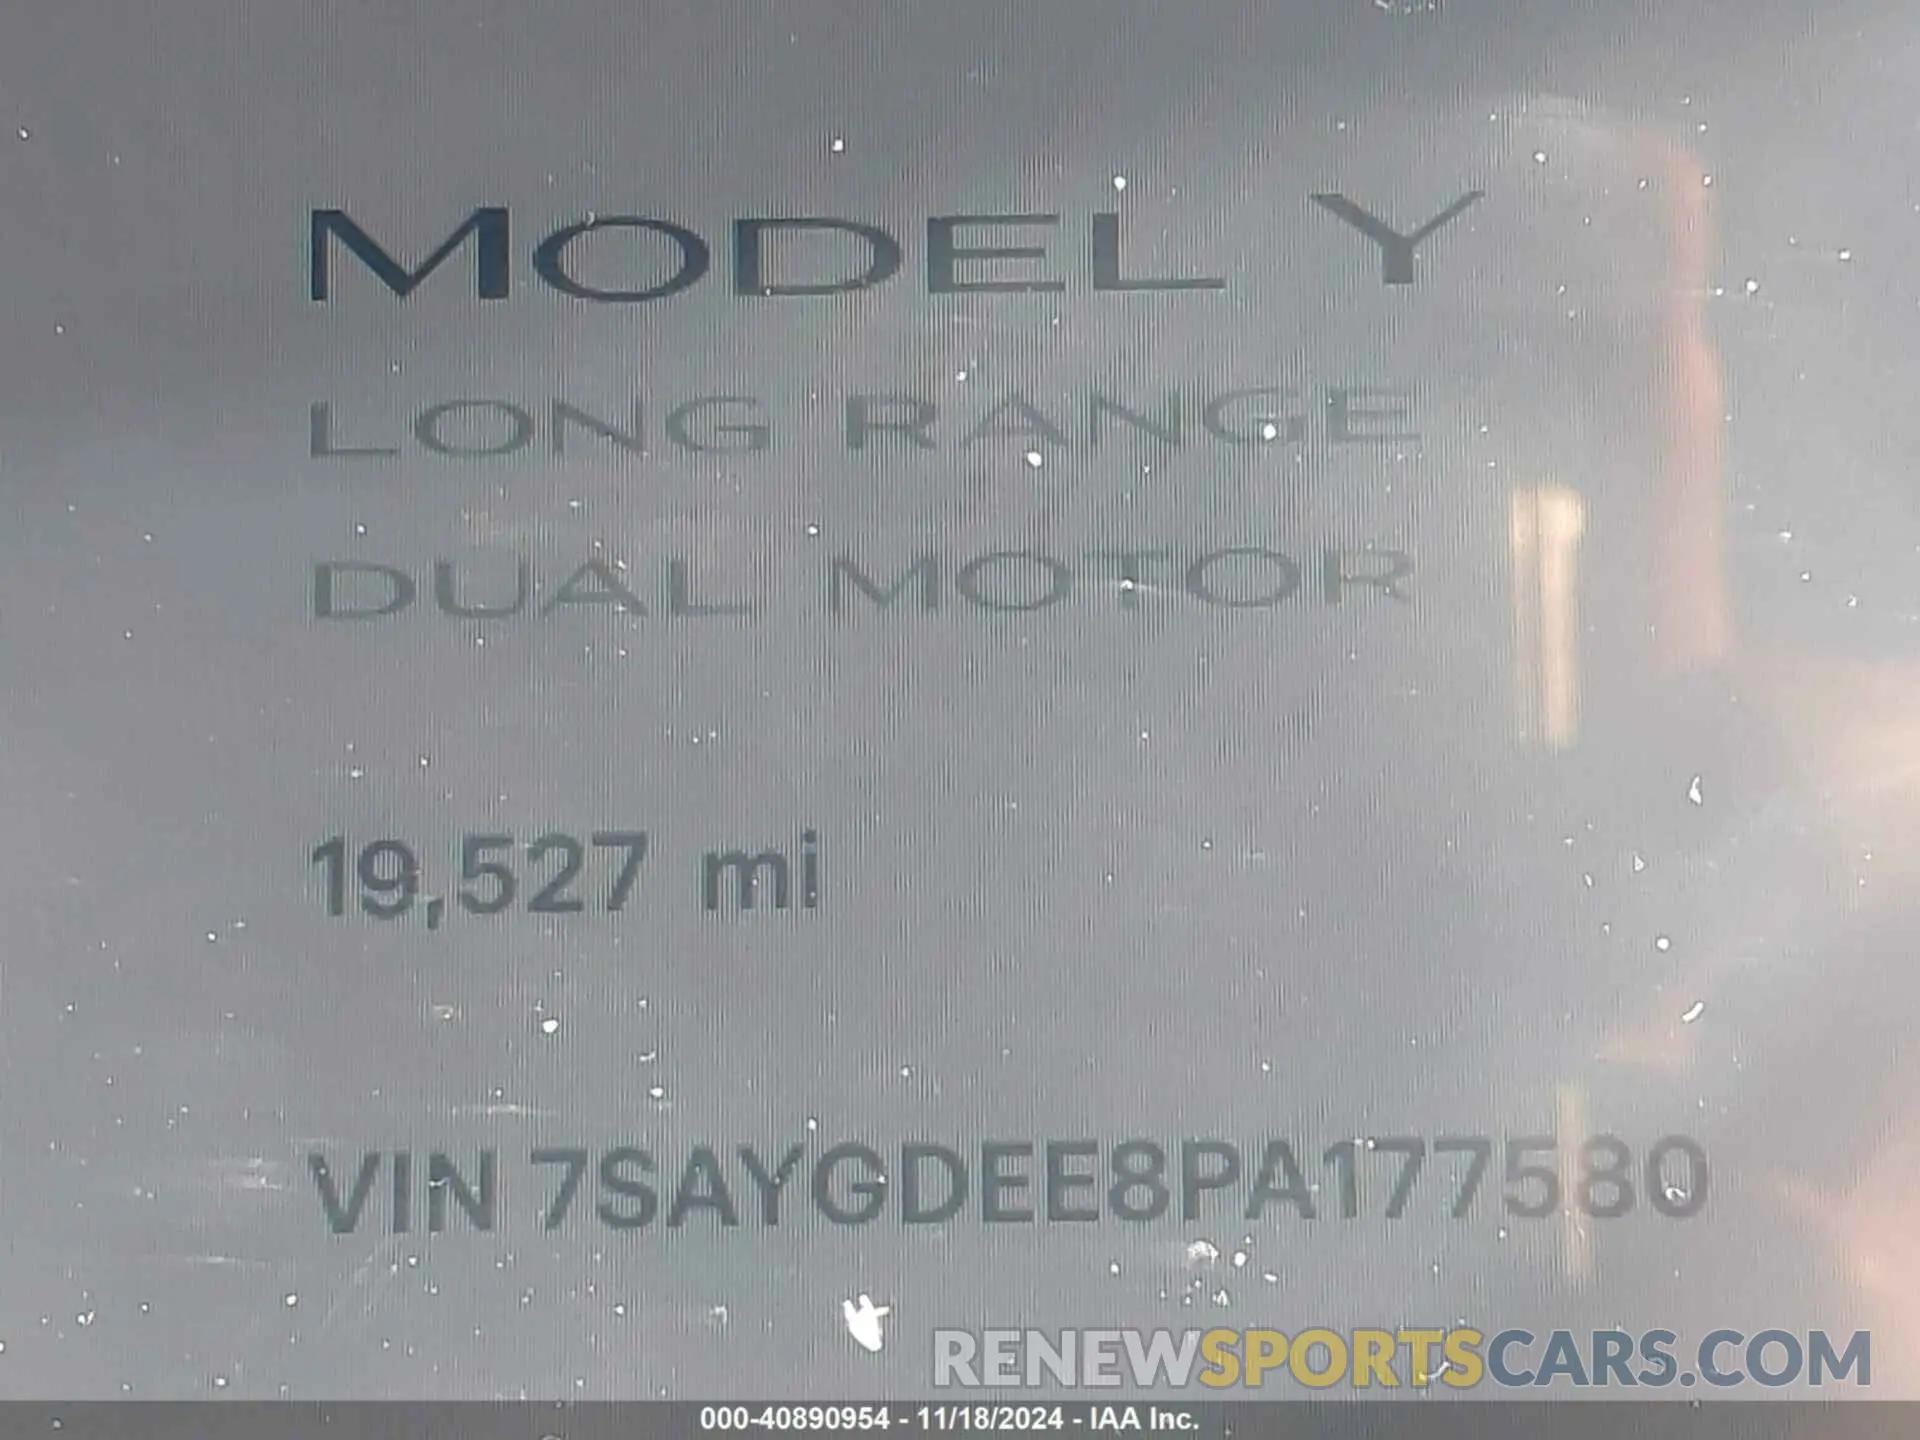 MODEL Y
LONG RANGE
DUAL MOTOR
19,527 mi
VIN 7SAYGDEE8PA177580
RENEWSPORTSCARS.COM
000-40890954 - 11/18/2024 - IAA Inc.